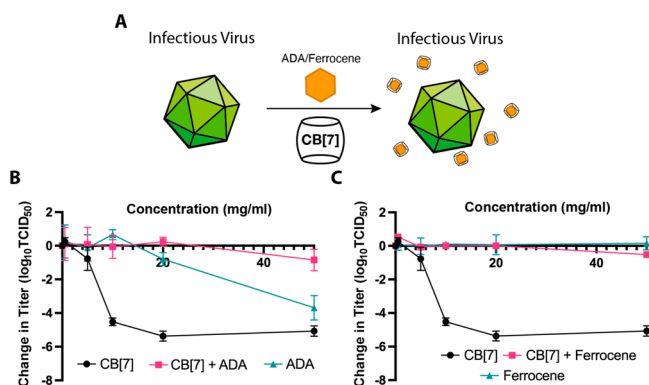 A
Infectious Virus
Infectious Virus
ADA/Ferrocene
CB[7]
B
C
Concentration (mg/ml)
Concentration (mg/ml)
Change in Titer (log10TCID50)
2
0
-2
-4
-6
-8
20
40
CB[7]
CB[7] + ADA
ADA
Change in Titer (log10TCID50)
2
0
-2
-4
-6
-8
20
40
CB[7]
CB[7] + Ferrocene
Ferrocene